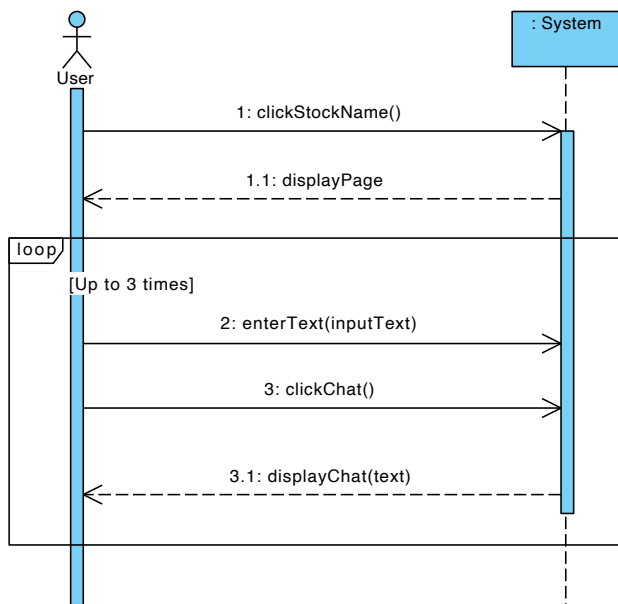 : System
User
1: clickStockName()
1.1: displayPage
loop
[Up to 3 times]
2: enterText(inputText)
3: clickChat()
3.1: displayChat(text)